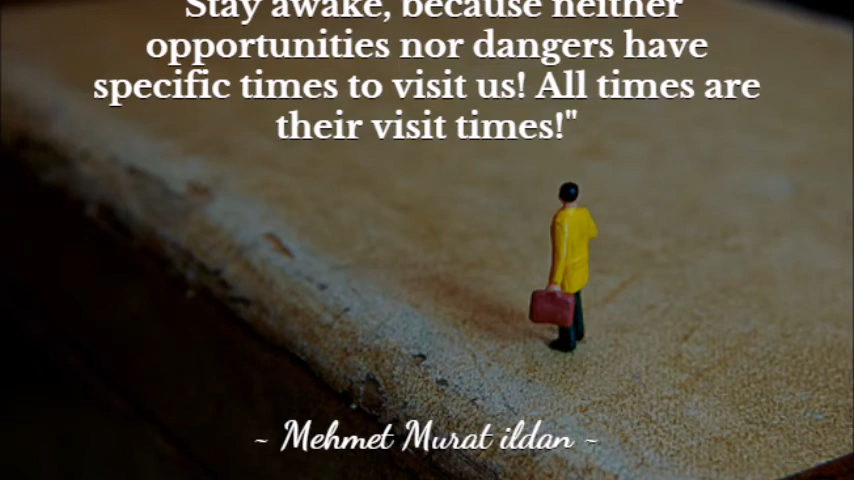 "Stay awake, because neither
opportunities nor dangers have
specific times to visit us! All times are
their visit times!"
~ Mehmet Murat ildan ~